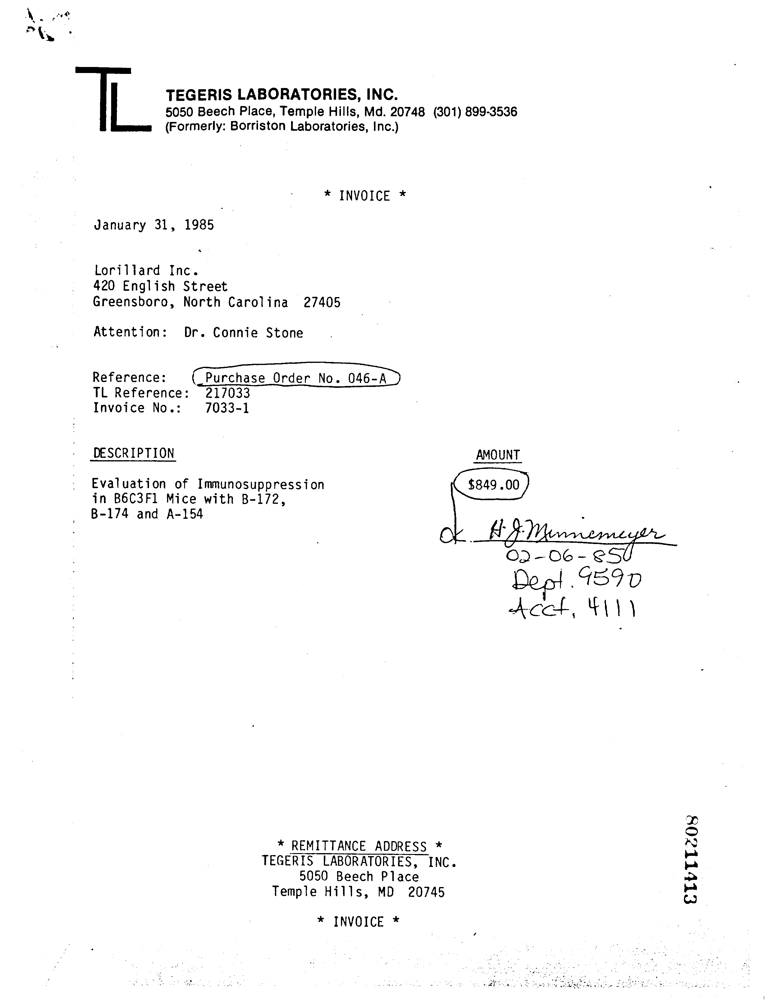 TL
TEGERIS LABORATORIES, INC.
5050 Beech Place, Temple Hills, Md. 20748 (301) 899-3536
(Formerly: Borriston Laboratories, Inc.)
* INVOICE *
January 31, 1985
Lorillard Inc.
420 English Street
Greensboro, North Carolina 27405
Attention: Dr. Connie Stone
Reference: Purchase Order No. 046-A
TL Reference: 217033
Invoice No.: 7033-1
DESCRIPTION AMOUNT
Evaluation of Immunosuppression $849.00
in B6C3F1 Mice with B-172,
B-174 and A-154
ok H.J. Minnemeyer
02-06-85
Dept. 9590
Acct. 4111
* REMITTANCE ADDRESS *
TEGERIS LABORATORIES, INC.
5050 Beech Place
Temple Hills, MD 20745
* INVOICE *
80211413